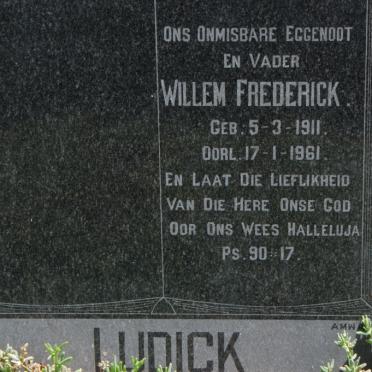 ONS ONMISBARE EGGENOOT
EN VADER
WILLEM FREDERICK.
GEB. 5-3-1911.
OORL. 17-1-1961.
EN LAAT DIE LIEFLIKHEID
VAN DIE HERE ONSE GOD
OOR ONS WEES HALLELUJA
PS. 90:17.
AMW
LUDICK